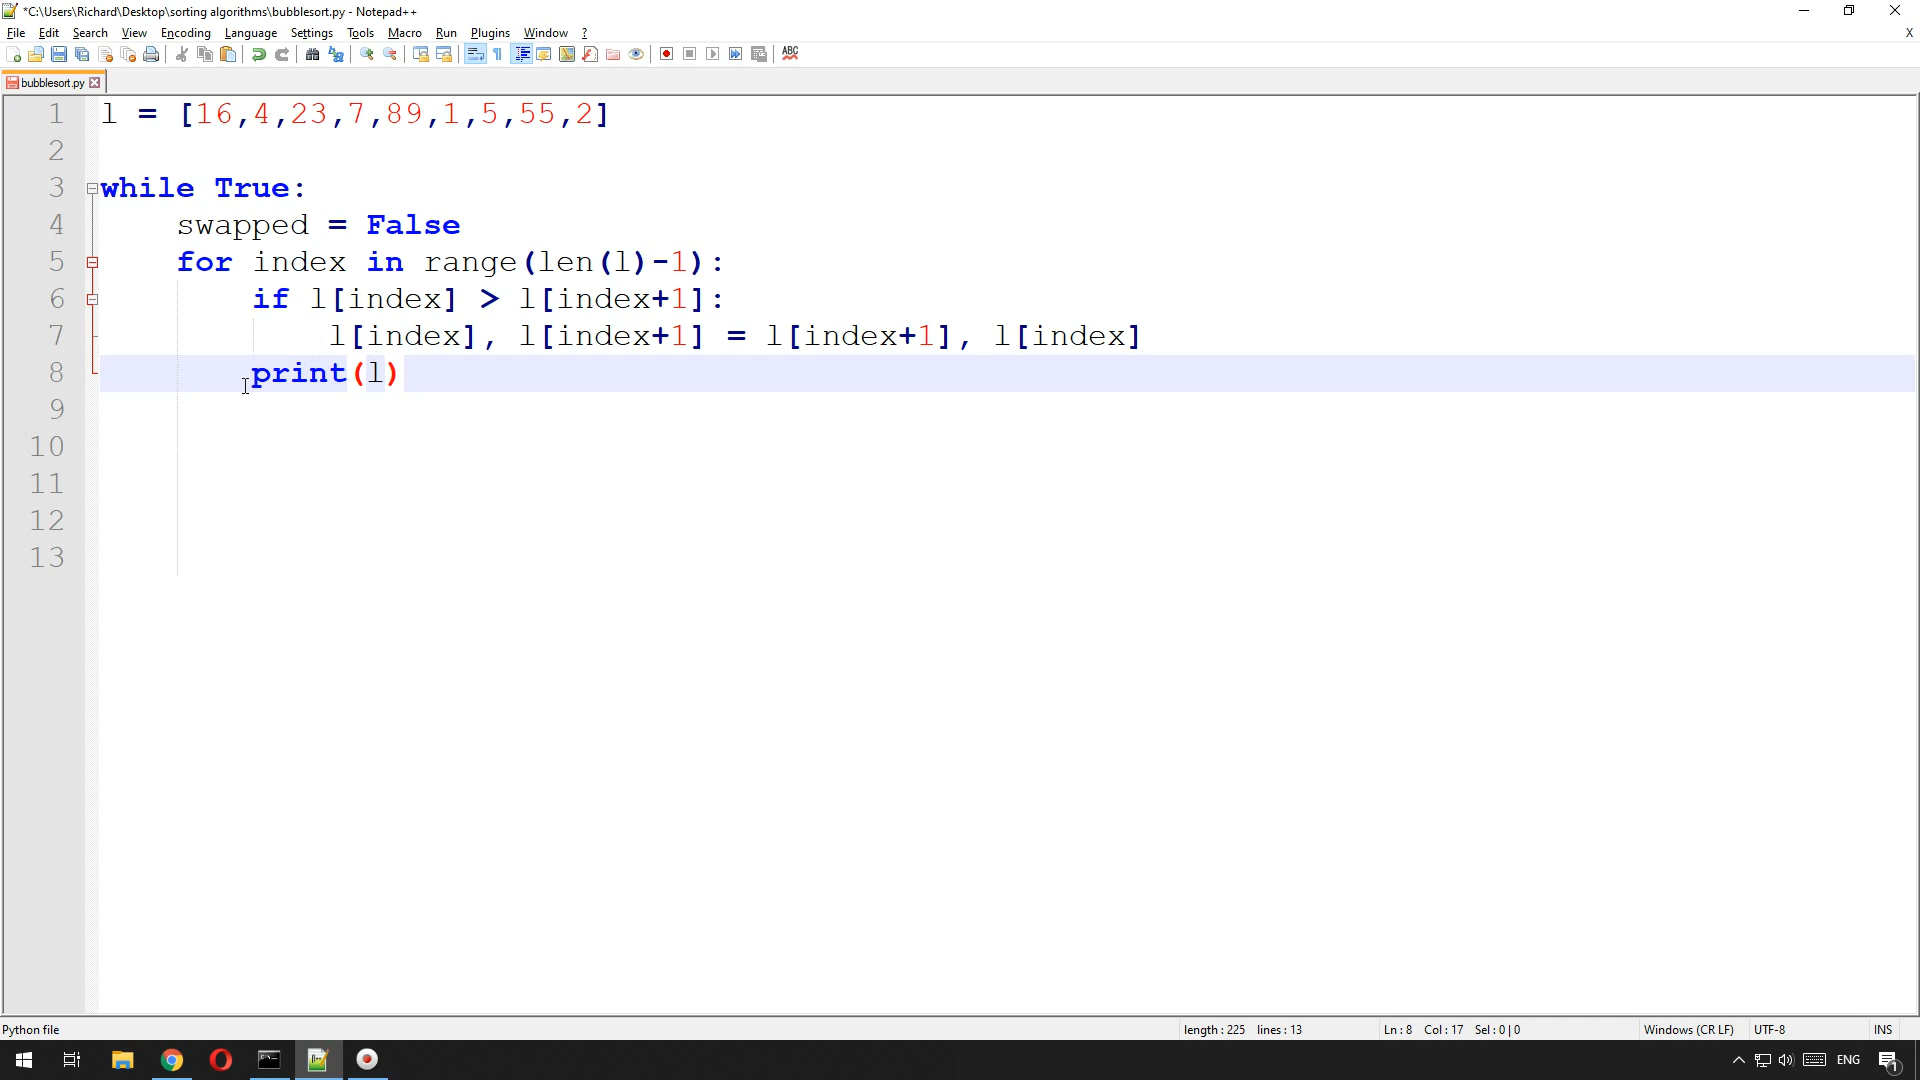 *C:\Users\Richard\Desktop\sorting algorithms\bubblesort.py - Notepad++
File Edit Search View Encoding Language Settings Tools Macro Run Plugins Window ? X
ABC
bubblesort.py
1 l = [16,4,23,7,89,1,5,55,2]
2
3 while True:
4     swapped = False
5     for index in range(len(l)-1):
6         if l[index] > l[index+1]:
7             l[index], l[index+1] = l[index+1], l[index]
8         print(l)
9
10
11
12
13
Python file length : 225 lines : 13 Ln : 8 Col : 17 Sel : 0 | 0 Windows (CR LF) UTF-8 INS
ENG 1